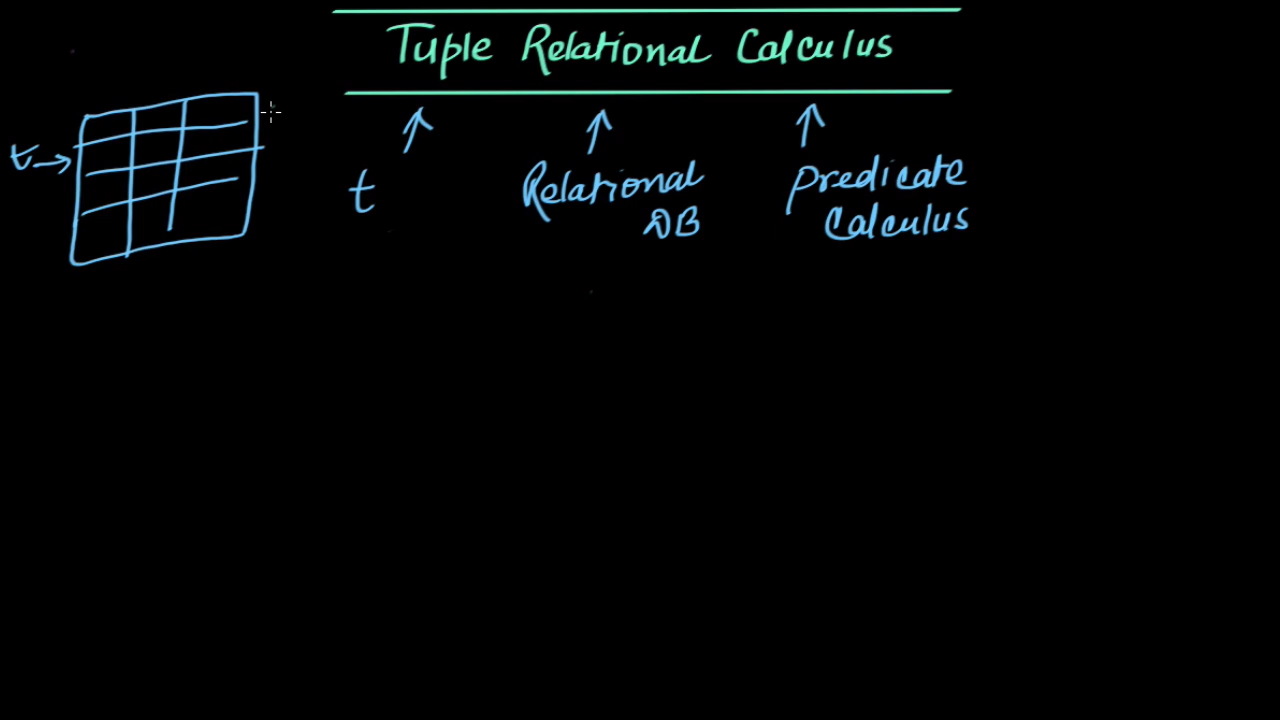 Tuple Relational Calculus
t
t
Relational
DB
Predicate
Calculus